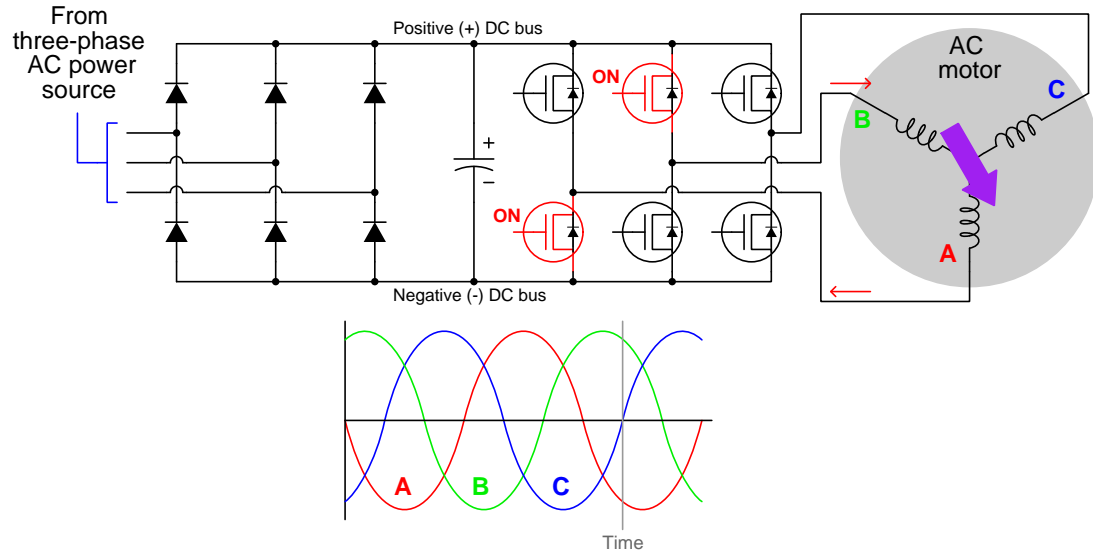 From
three-phase
AC power
source
Positive (+) DC bus
AC
motor
ON
C
B
+
-
ON
A
Negative (-) DC bus
A B C
Time